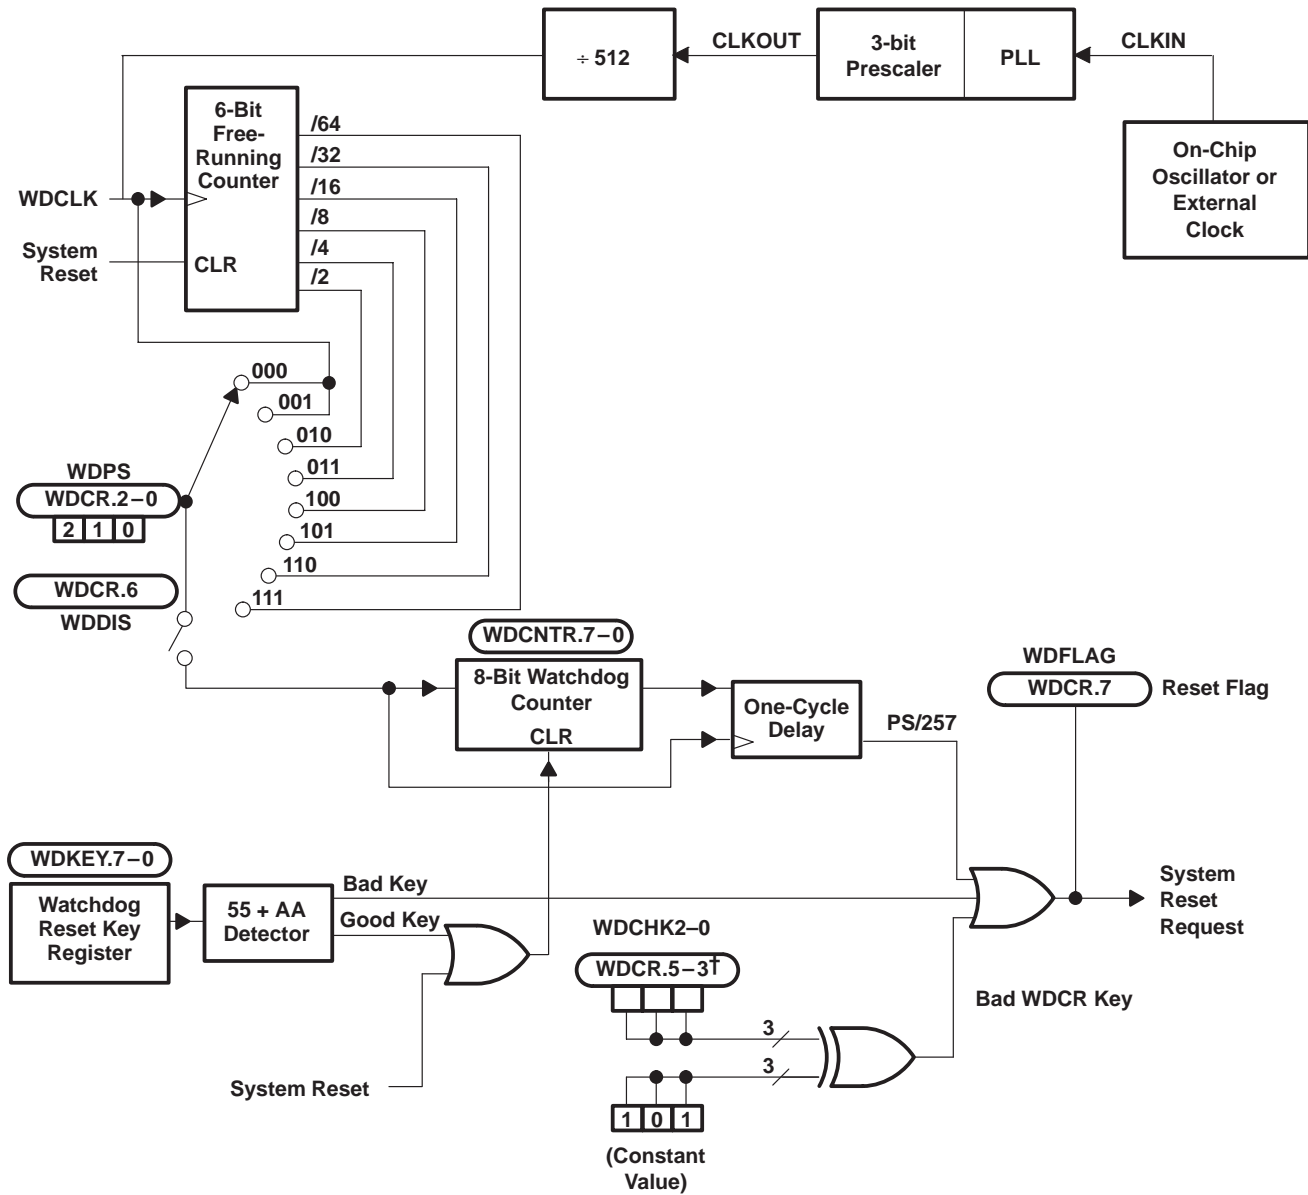 ÷ 512
CLKOUT
3-bit
Prescaler
PLL
CLKIN
On-Chip
Oscillator or
External
Clock
6-Bit
Free-
Running
Counter
CLR
/64
/32
/16
/8
/4
/2
WDCLK
System
Reset
000
001
010
011
100
101
110
111
WDPS
WDCR.2–0
2 1 0
WDCR.6
WDDIS
WDCNTR.7–0
8-Bit Watchdog
Counter
CLR
One-Cycle
Delay
PS/257
WDFLAG
WDCR.7
Reset Flag
WDKEY.7–0
Watchdog
Reset Key
Register
55 + AA
Detector
Bad Key
Good Key
System Reset
WDCHK2–0
WDCR.5–3†
3
3
1 0 1
(Constant
Value)
Bad WDCR Key
System
Reset
Request